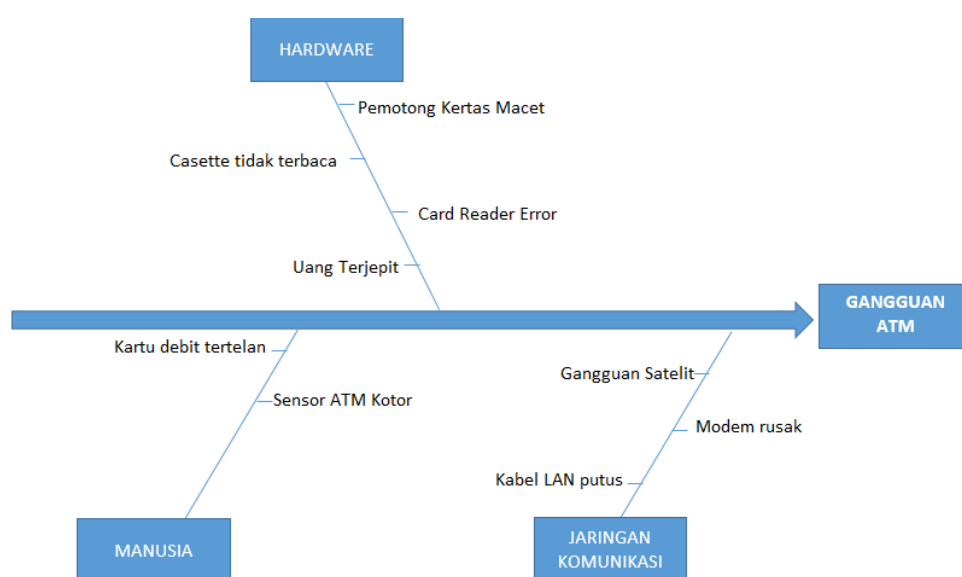 HARDWARE
Pemotong Kertas Macet
Casette tidak terbaca
Card Reader Error
Uang Terjepit
GANGGUAN
ATM
Kartu debit tertelan
Sensor ATM Kotor
Gangguan Satelit
Modem rusak
Kabel LAN putus
MANUSIA
JARINGAN
KOMUNIKASI